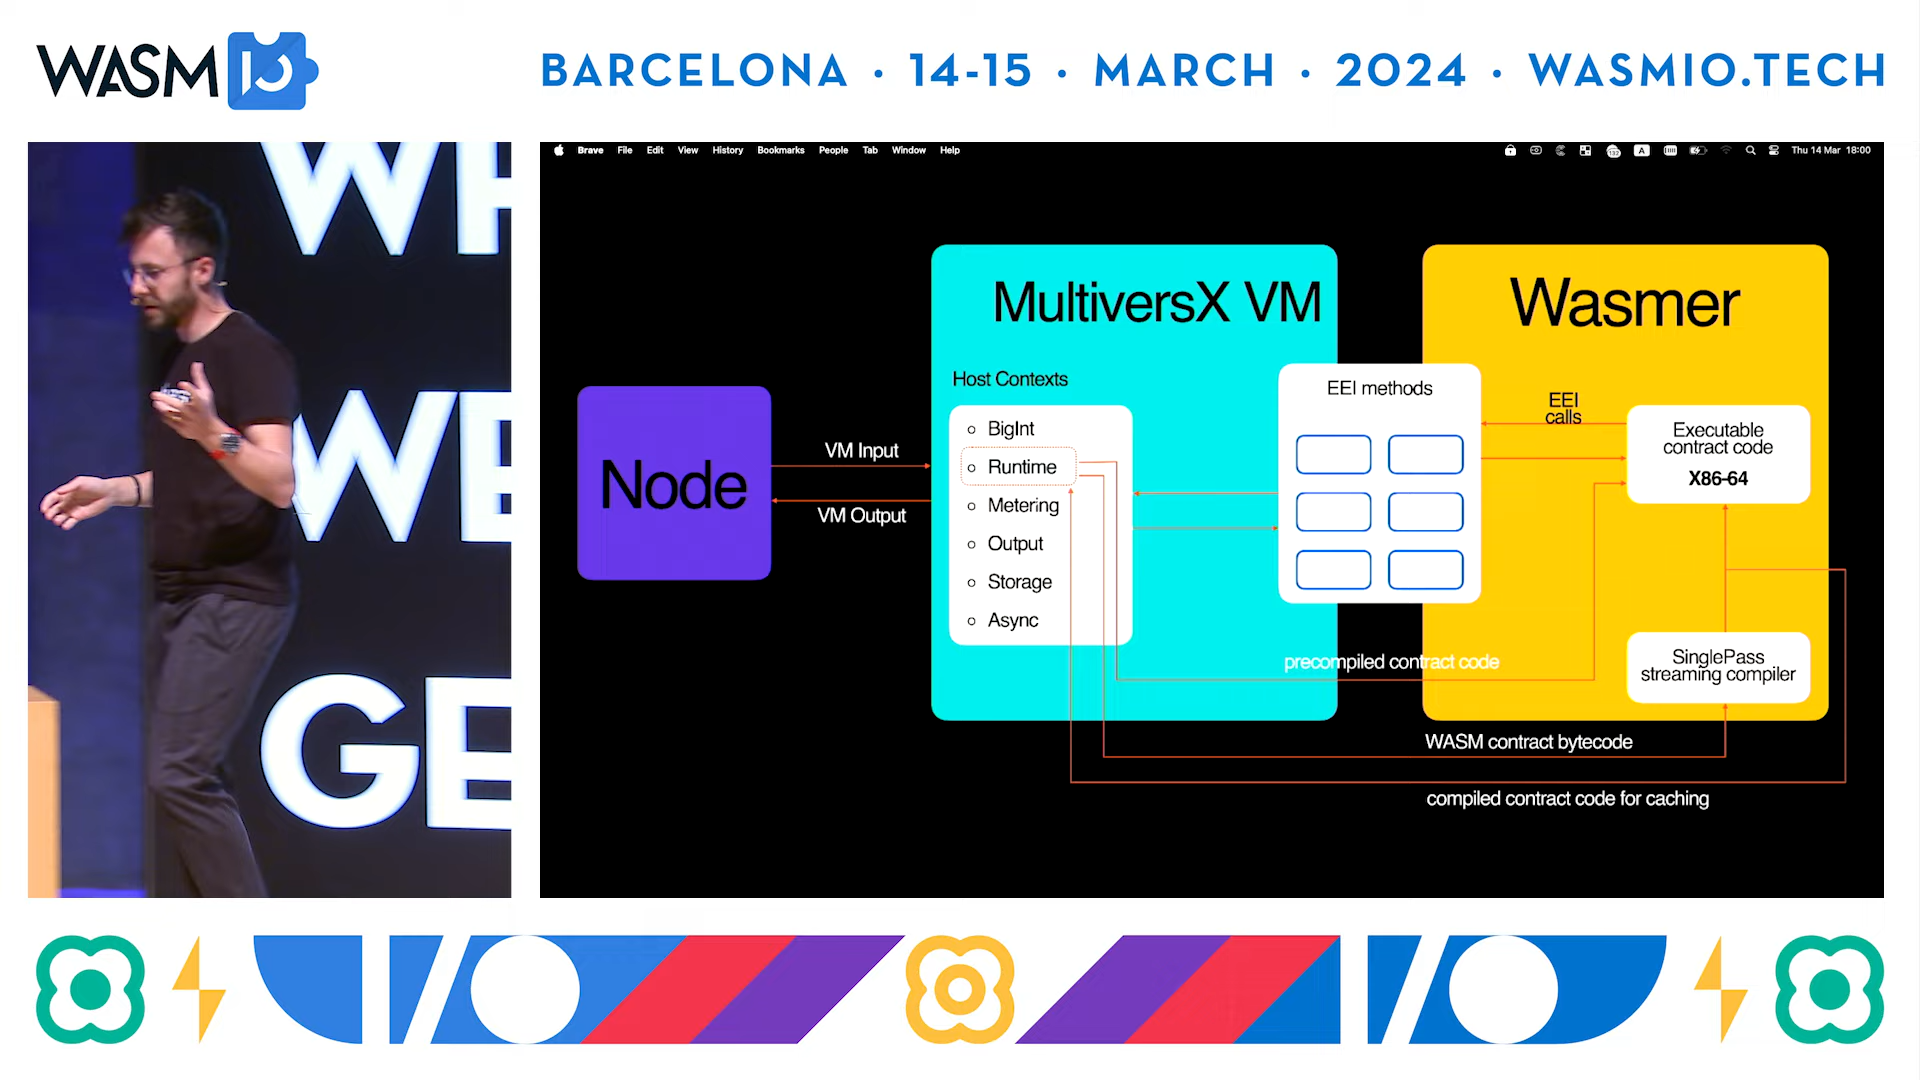 WASM IO
BARCELONA · 14-15 · MARCH · 2024 · WASMIO.TECH
WH
WE
GE
Brave File Edit View History Bookmarks People Tab Window Help
A
Thu 14 Mar 18:00
Node
VM Input
VM Output
MultiversX VM
Host Contexts
BigInt
Runtime
Metering
Output
Storage
Async
EEI methods
Wasmer
EEI
calls
Executable
contract code
X86-64
SinglePass
streaming compiler
precompiled contract code
WASM contract bytecode
compiled contract code for caching